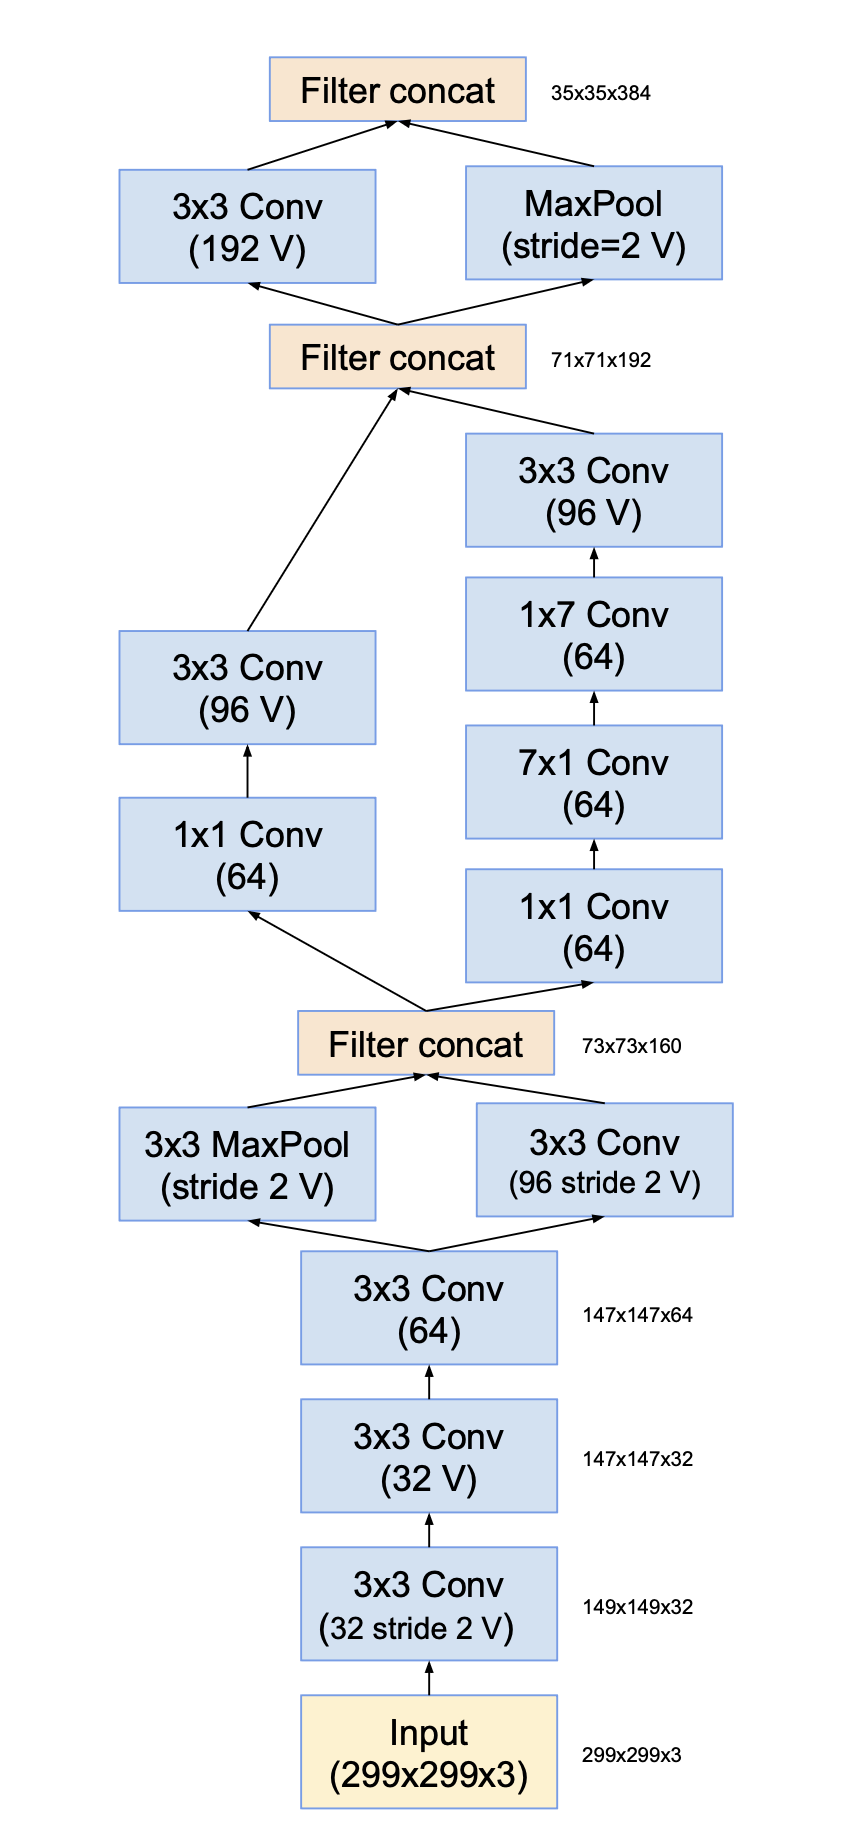 Filter concat
35x35x384
3x3 Conv
(192 V)
MaxPool
(stride=2 V)
Filter concat
71x71x192
3x3 Conv
(96 V)
1x7 Conv
(64)
3x3 Conv
(96 V)
7x1 Conv
(64)
1x1 Conv
(64)
1x1 Conv
(64)
Filter concat
73x73x160
3x3 MaxPool
(stride 2 V)
3x3 Conv
(96 stride 2 V)
3x3 Conv
(64)
147x147x64
3x3 Conv
(32 V)
147x147x32
3x3 Conv
(32 stride 2 V)
149x149x32
Input
(299x299x3)
299x299x3